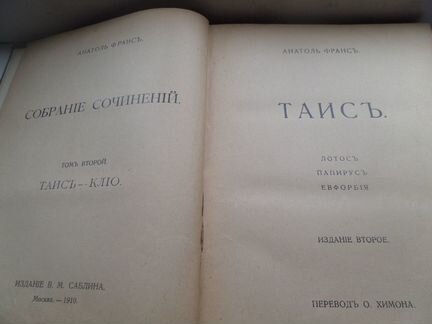 АНАТОЛЬ ФРАНСЪ.
СОБРАНІЕ СОЧИНЕНІЙ.
ТОМЪ ВТОРОЙ.
ТАИСЪ — КЛІО.
ИЗДАНІЕ В. М. САБЛИНА.
Москва. — 1910.
АНАТОЛЬ ФРАНСЪ.
ТАИСЪ.
ЛОТОСЪ
ПАПИРУСЪ
ЕВФОРБІЯ
ИЗДАНІЕ ВТОРОЕ.
ПЕРЕВОДЪ О. ХИМОНА.